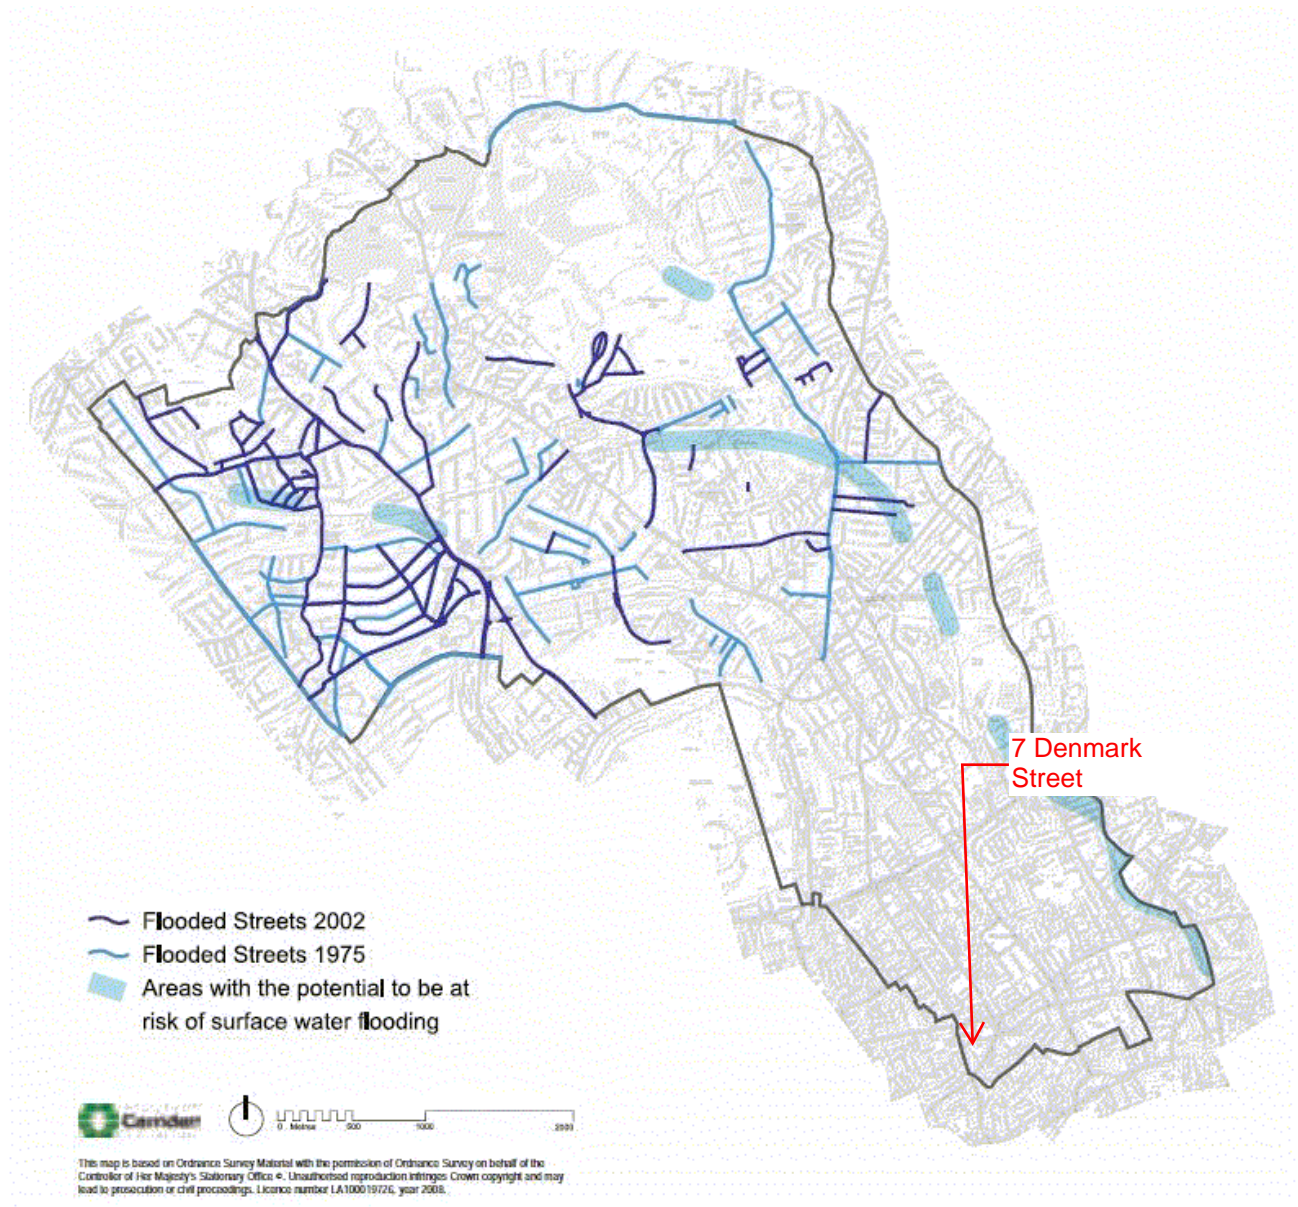 7 Denmark
Street
Flooded Streets 2002
Flooded Streets 1975
Areas with the potential to be at
risk of surface water flooding
Camden
0 Metres 500 1000 2000
This map is based on Ordnance Survey Material with the permission of Ordnance Survey on behalf of the
Controller of Her Majesty's Stationary Office ©. Unauthorised reproduction infringes Crown copyright and may
lead to prosecution or civil proceedings. Licence number LA100019726, year 2008.